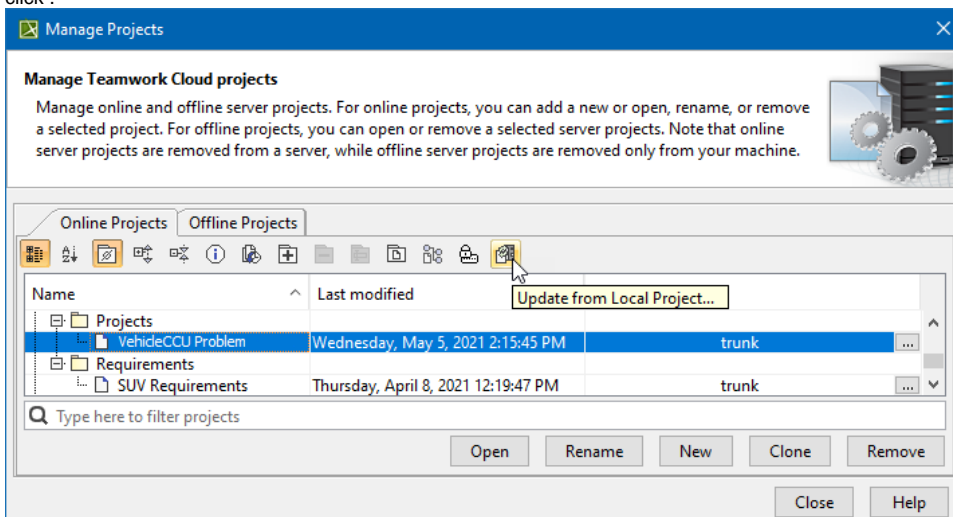 click .
Manage Projects
Manage Teamwork Cloud projects
Manage online and offline server projects. For online projects, you can add a new or open, rename, or remove
a selected project. For offline projects, you can open or remove a selected server projects. Note that online
server projects are removed from a server, while offline server projects are removed only from your machine.
Online Projects Offline Projects
Name Last modified
Update from Local Project...
Projects
VehicleCCU Problem Wednesday, May 5, 2021 2:15:45 PM trunk ...
Requirements
SUV Requirements Thursday, April 8, 2021 12:19:47 PM trunk ...
Type here to filter projects
Open Rename New Clone Remove
Close Help